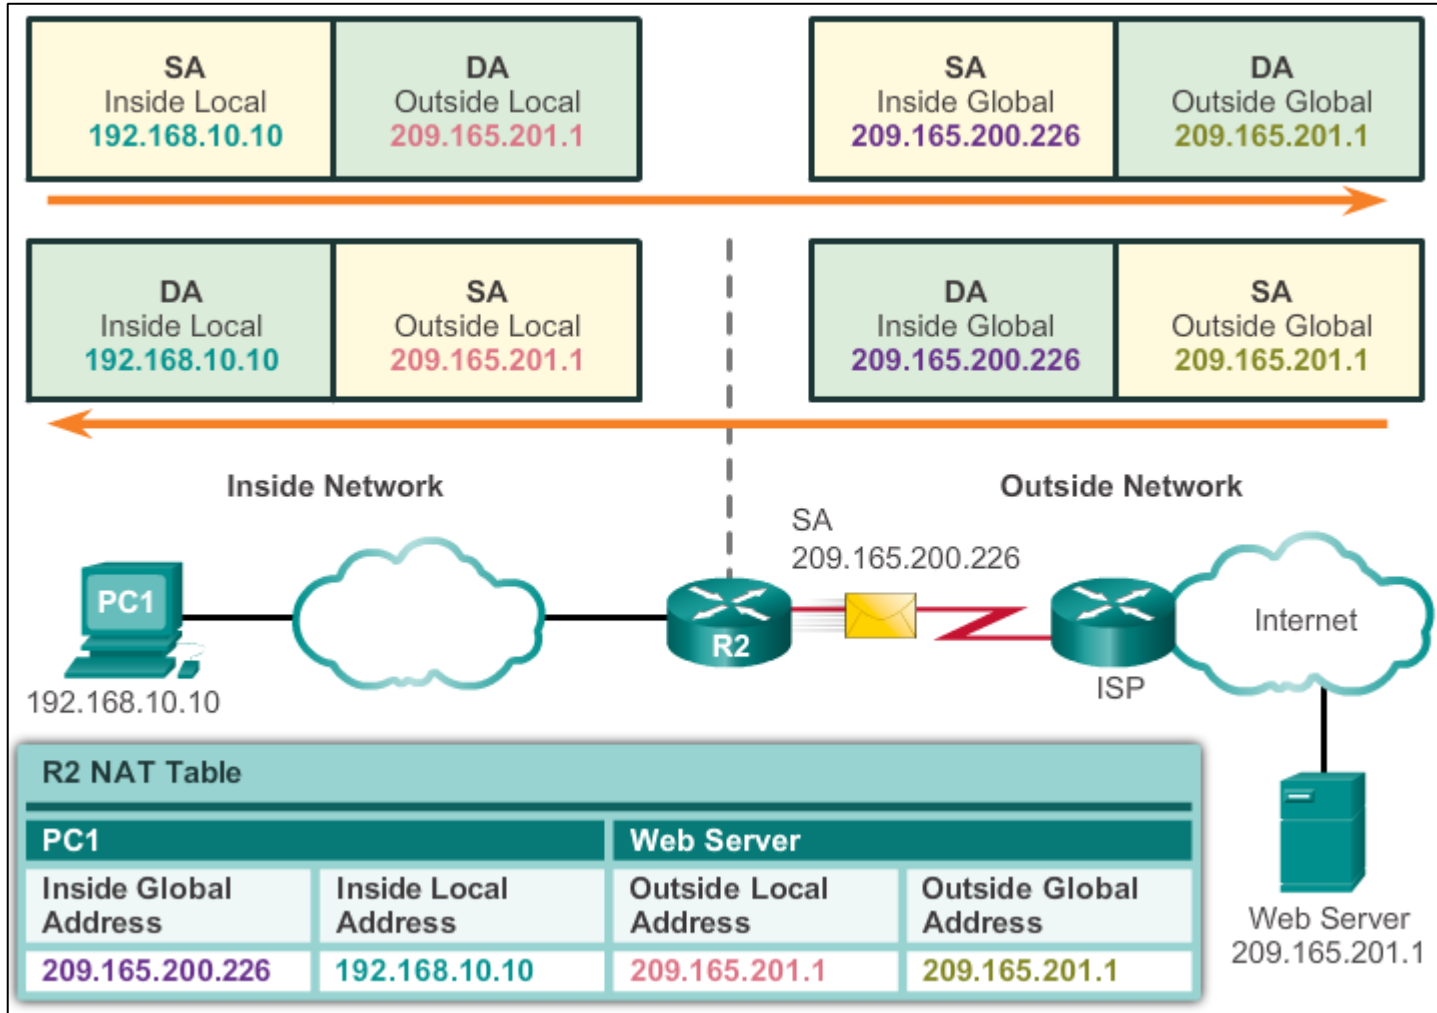 SA
Inside Local
192.168.10.10
DA
Outside Local
209.165.201.1
SA
Inside Global
209.165.200.226
DA
Outside Global
209.165.201.1
DA
Inside Local
192.168.10.10
SA
Outside Local
209.165.201.1
DA
Inside Global
209.165.200.226
SA
Outside Global
209.165.201.1
Inside Network
Outside Network
SA
209.165.200.226
PC1
192.168.10.10
R2
ISP
Internet
Web Server
209.165.201.1
R2 NAT Table
PC1
Web Server
Inside Global
Address
Inside Local
Address
Outside Local
Address
Outside Global
Address
209.165.200.226
192.168.10.10
209.165.201.1
209.165.201.1